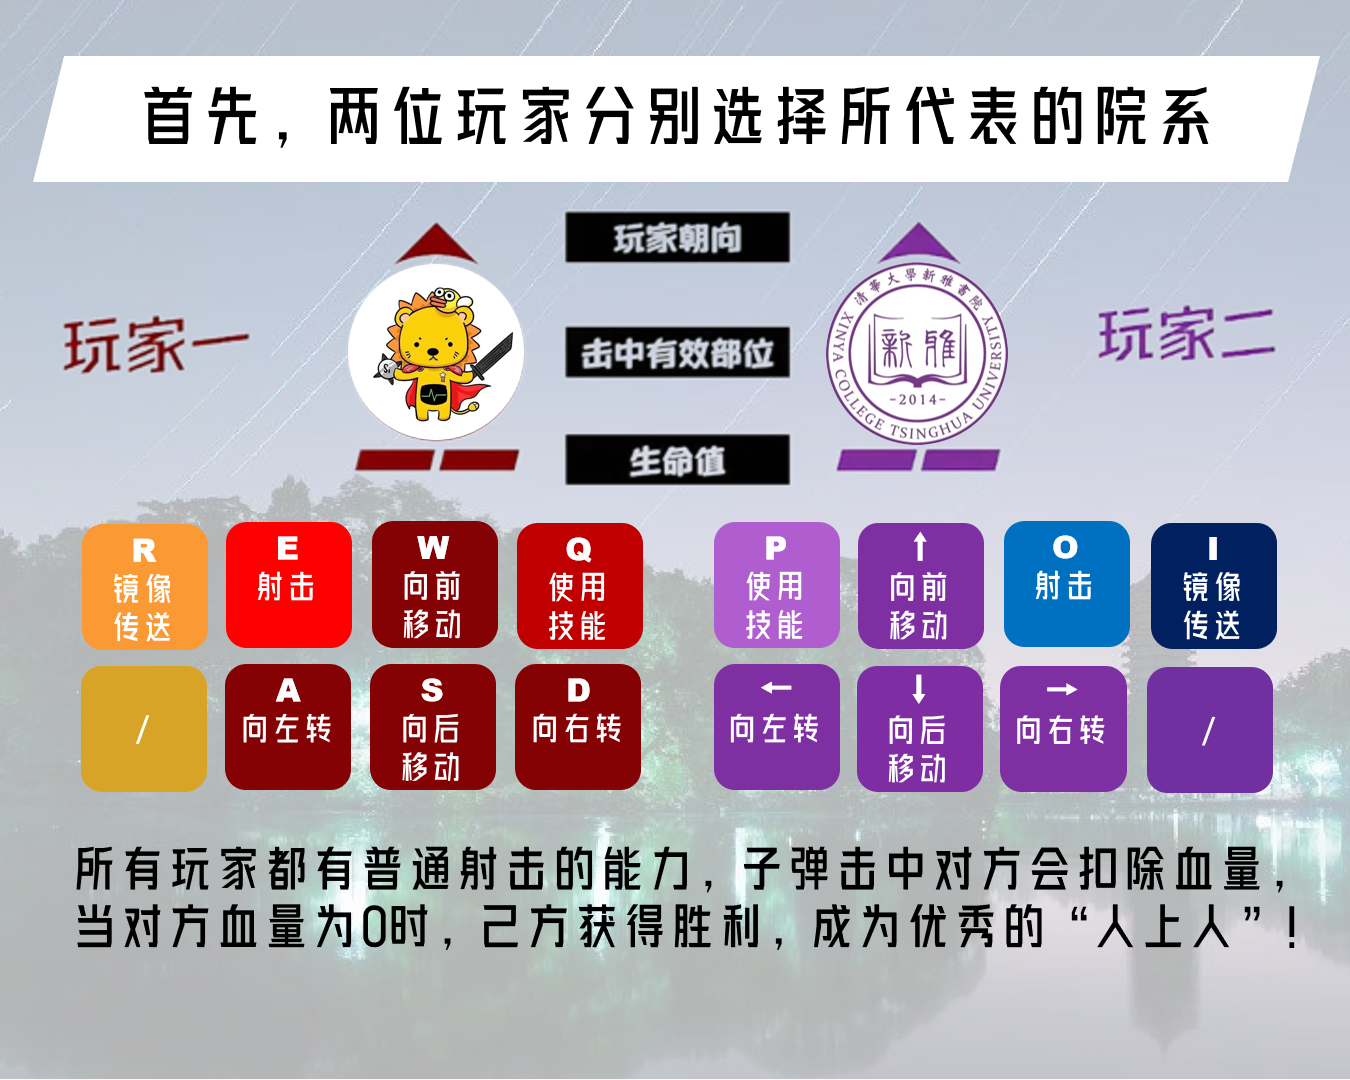 首先，两位玩家分别选择所代表的院系
玩家朝向
玩家一
击中有效部位
玩家二
生命值
清華大學新雅書院
新雅
-2014-
XINYA COLLEGE TSINGHUA UNIVERSITY
R
镜像
传送
E
射击
W
向前
移动
Q
使用
技能
P
使用
技能
↑
向前
移动
O
射击
I
镜像
传送
/
A
向左转
S
向后
移动
D
向右转
←
向左转
↓
向后
移动
→
向右转
/
所有玩家都有普通射击的能力，子弹击中对方会扣除血量，
当对方血量为0时，己方获得胜利，成为优秀的“人上人”！